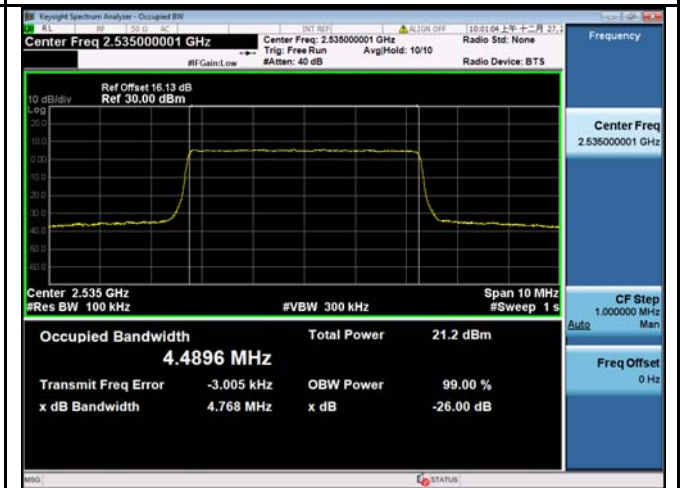 Keysight Spectrum Analyzer - Occupied BW
RL RF 50 Ω AC INT REF ALIGN OFF 10:01:04 上午 十二月 27,
Center Freq 2.535000001 GHz
Center Freq: 2.535000001 GHz
Radio Std: None
Trig: Free Run Avg|Hold: 10/10
#IFGain:Low #Atten: 40 dB Radio Device: BTS
Ref Offset 16.13 dB
10 dB/div Ref 30.00 dBm
Log
20.0
10.0
0.00
Center 2.535 GHz Span 10 MHz
#Res BW 100 kHz #VBW 300 kHz #Sweep 1 s
Occupied Bandwidth Total Power 21.2 dBm
4.4896 MHz
Transmit Freq Error -3.005 kHz OBW Power 99.00 %
x dB Bandwidth 4.768 MHz x dB -26.00 dB
MSG STATUS
Frequency
Center Freq
2.535000001 GHz
CF Step
1.000000 MHz
Auto Man
Freq Offset
0 Hz